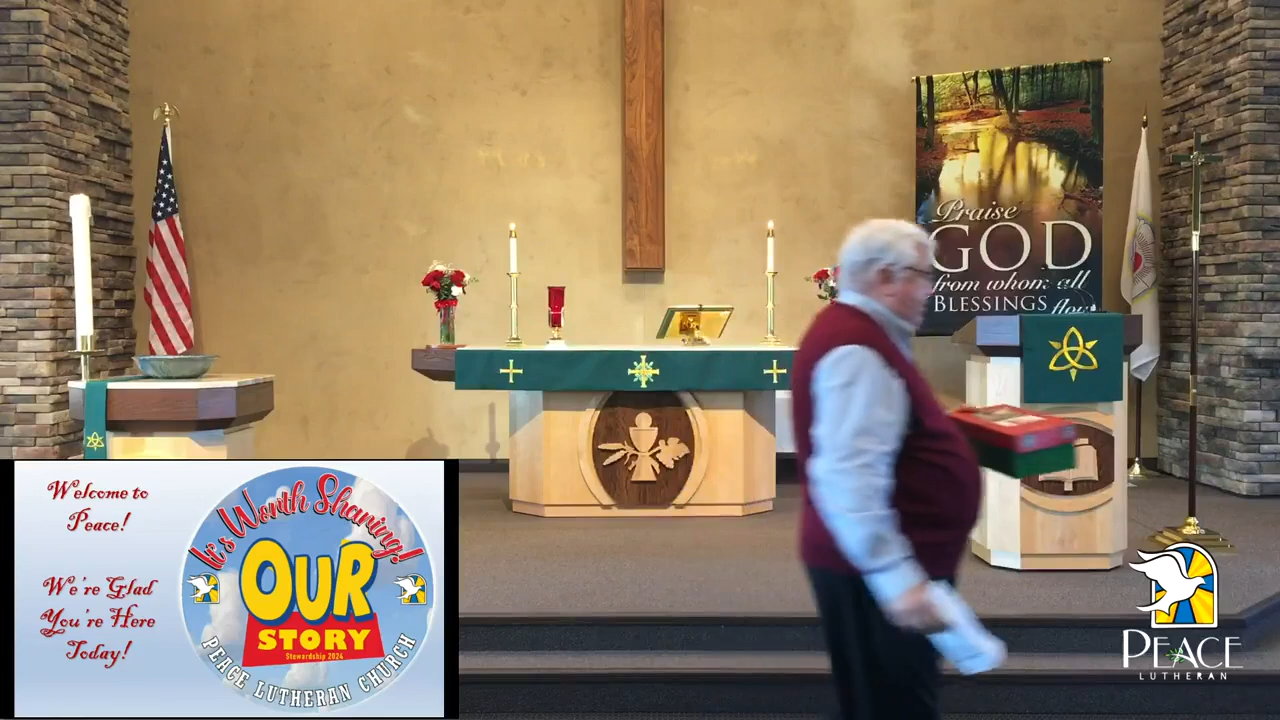 Praise
GOD
from whom all
BLESSINGS flow
Welcome to
Peace!
We're Glad
You're Here
Today!
It's Worth Sharing!
OUR
STORY
Stewardship 2024
PEACE LUTHERAN CHURCH
PEACE
LUTHERAN